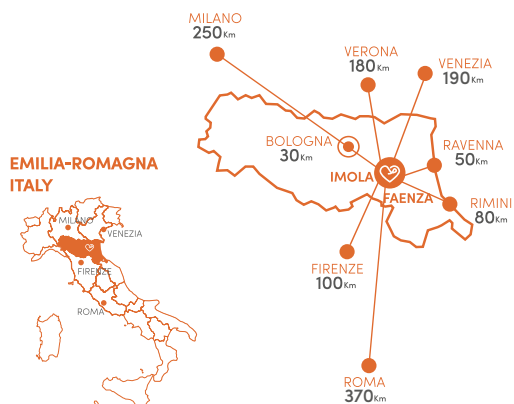 MILANO
250Km
VERONA
180Km
VENEZIA
190Km
BOLOGNA
30Km
RAVENNA
50Km
IMOLA
FAENZA
RIMINI
80Km
FIRENZE
100Km
ROMA
370Km
EMILIA-ROMAGNA
ITALY
MILANO
VENEZIA
FIRENZE
ROMA